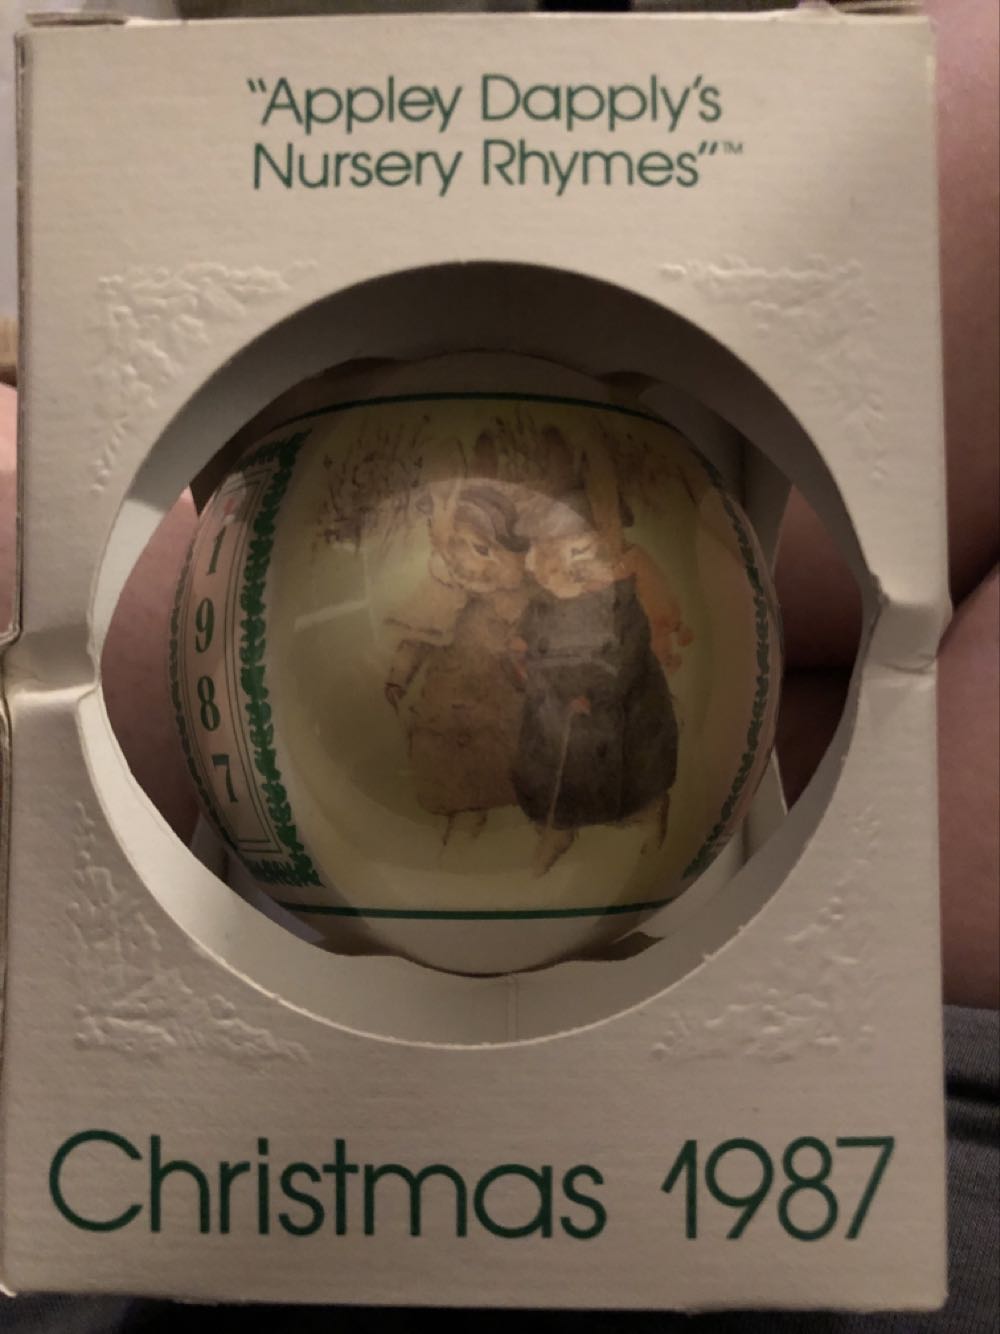 "Appley Dapply's
Nursery Rhymes"™
1
9
8
7
Christmas 1987